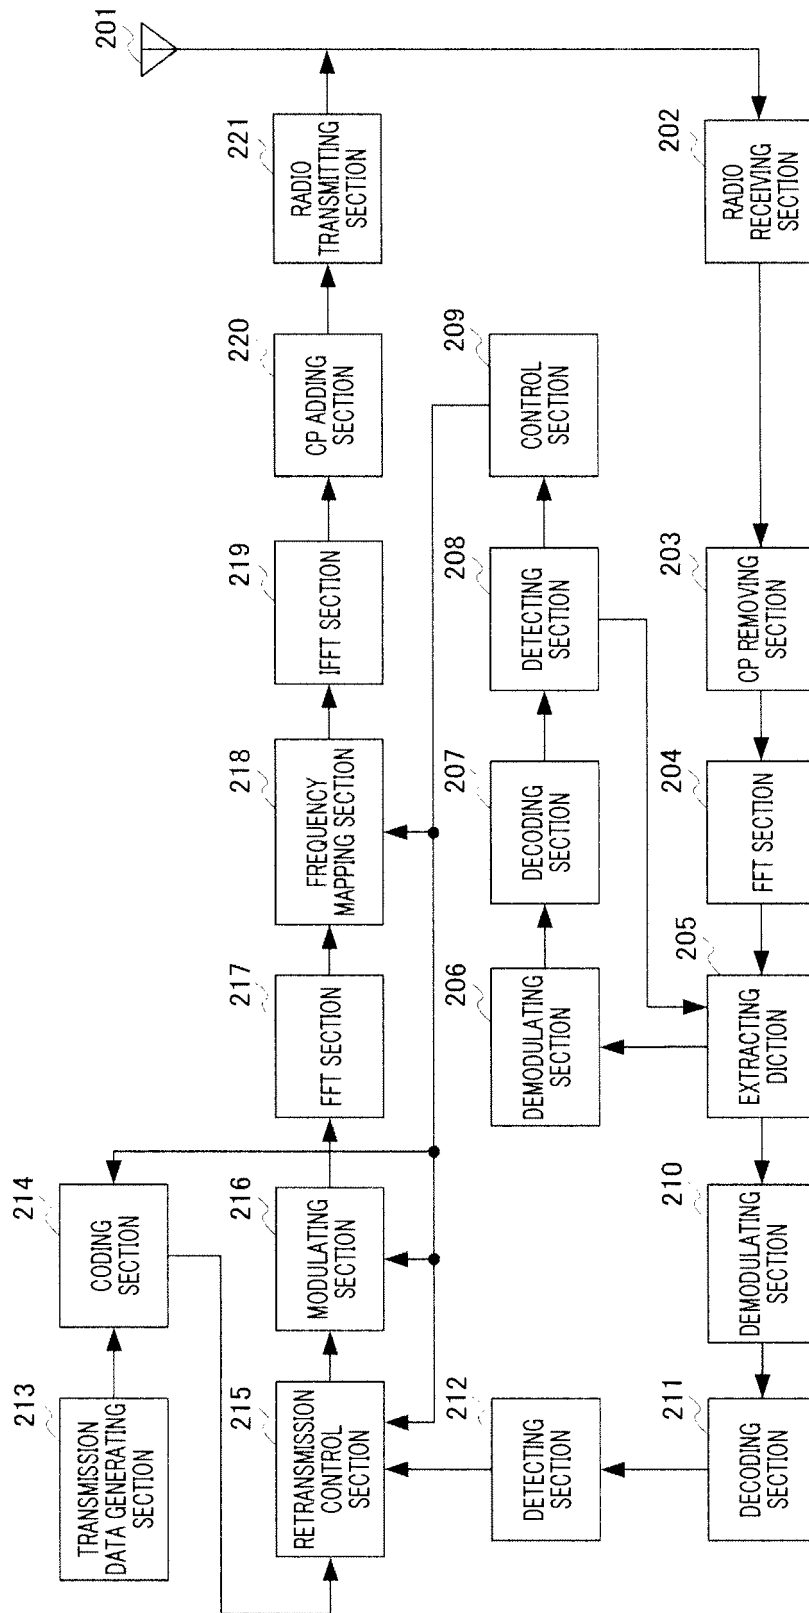 201
221
RADIO
TRANSMITTING
SECTION
202
RADIO
RECEIVING
SECTION
220
CP ADDING
SECTION
209
CONTROL
SECTION
219
IFFT SECTION
208
DETECTING
SECTION
203
CP REMOVING
SECTION
218
FREQUENCY
MAPPING SECTION
207
DECODING
SECTION
204
FFT SECTION
217
FFT SECTION
206
DEMODULATING
SECTION
205
EXTRACTING
DICTION
214
CODING
SECTION
216
MODULATING
SECTION
210
DEMODULATING
SECTION
213
TRANSMISSION
DATA GENERATING
SECTION
215
RETRANSMISSION
CONTROL
SECTION
212
DETECTING
SECTION
211
DECODING
SECTION